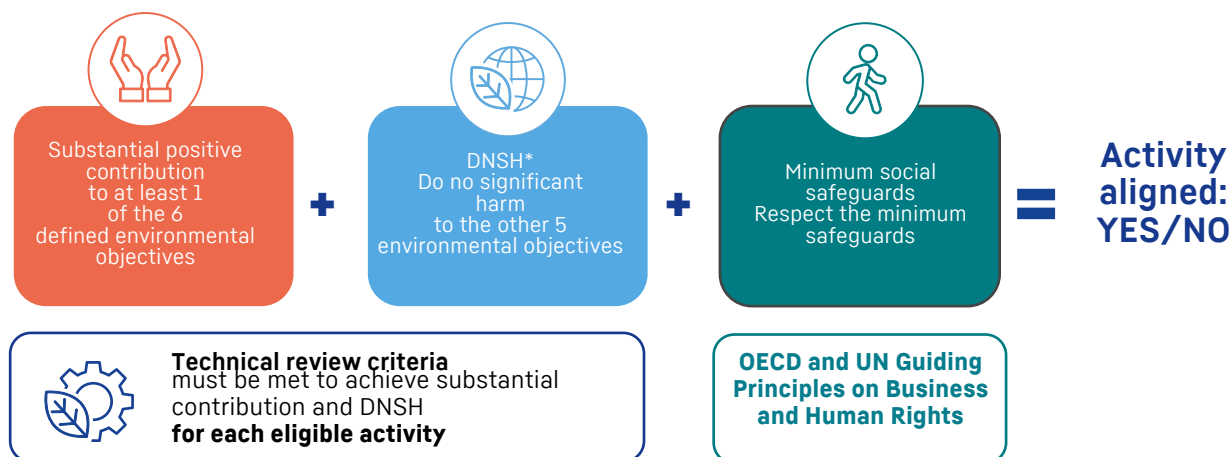 Substantial positive
contribution
to at least 1
of the 6
defined environmental
objectives
+
DNSH*
Do no significant
harm
to the other 5
environmental objectives
+
Minimum social
safeguards
Respect the minimum
safeguards
=
Activity
aligned:
YES/NO
Technical review criteria
must be met to achieve substantial
contribution and DNSH
for each eligible activity
OECD and UN Guiding
Principles on Business
and Human Rights